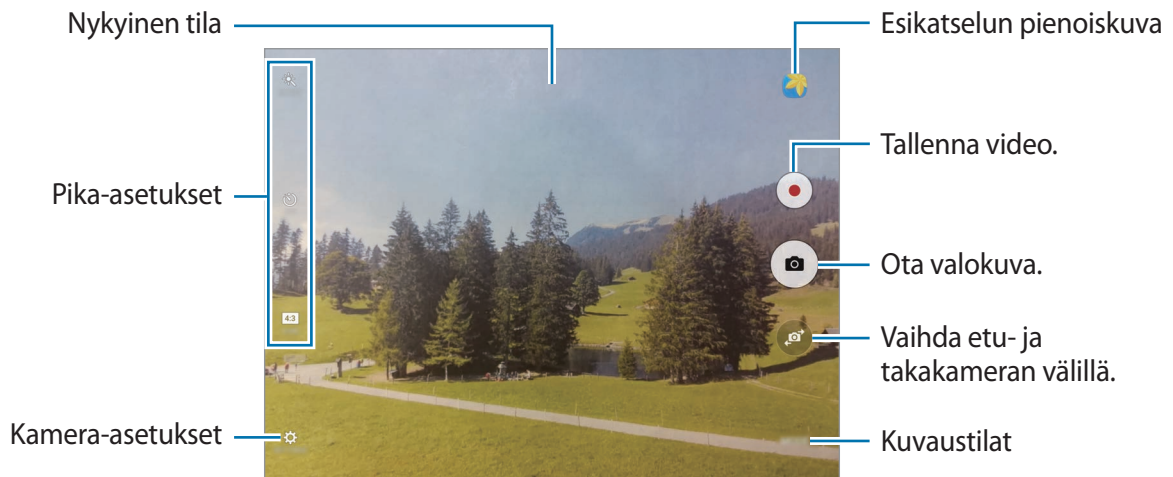 Nykyinen tila
Esikatselun pienoiskuva
Tallenna video.
Pika-asetukset
Ota valokuva.
4:3
Vaihda etu- ja
takakameran välillä.
Kamera-asetukset
Kuvaustilat